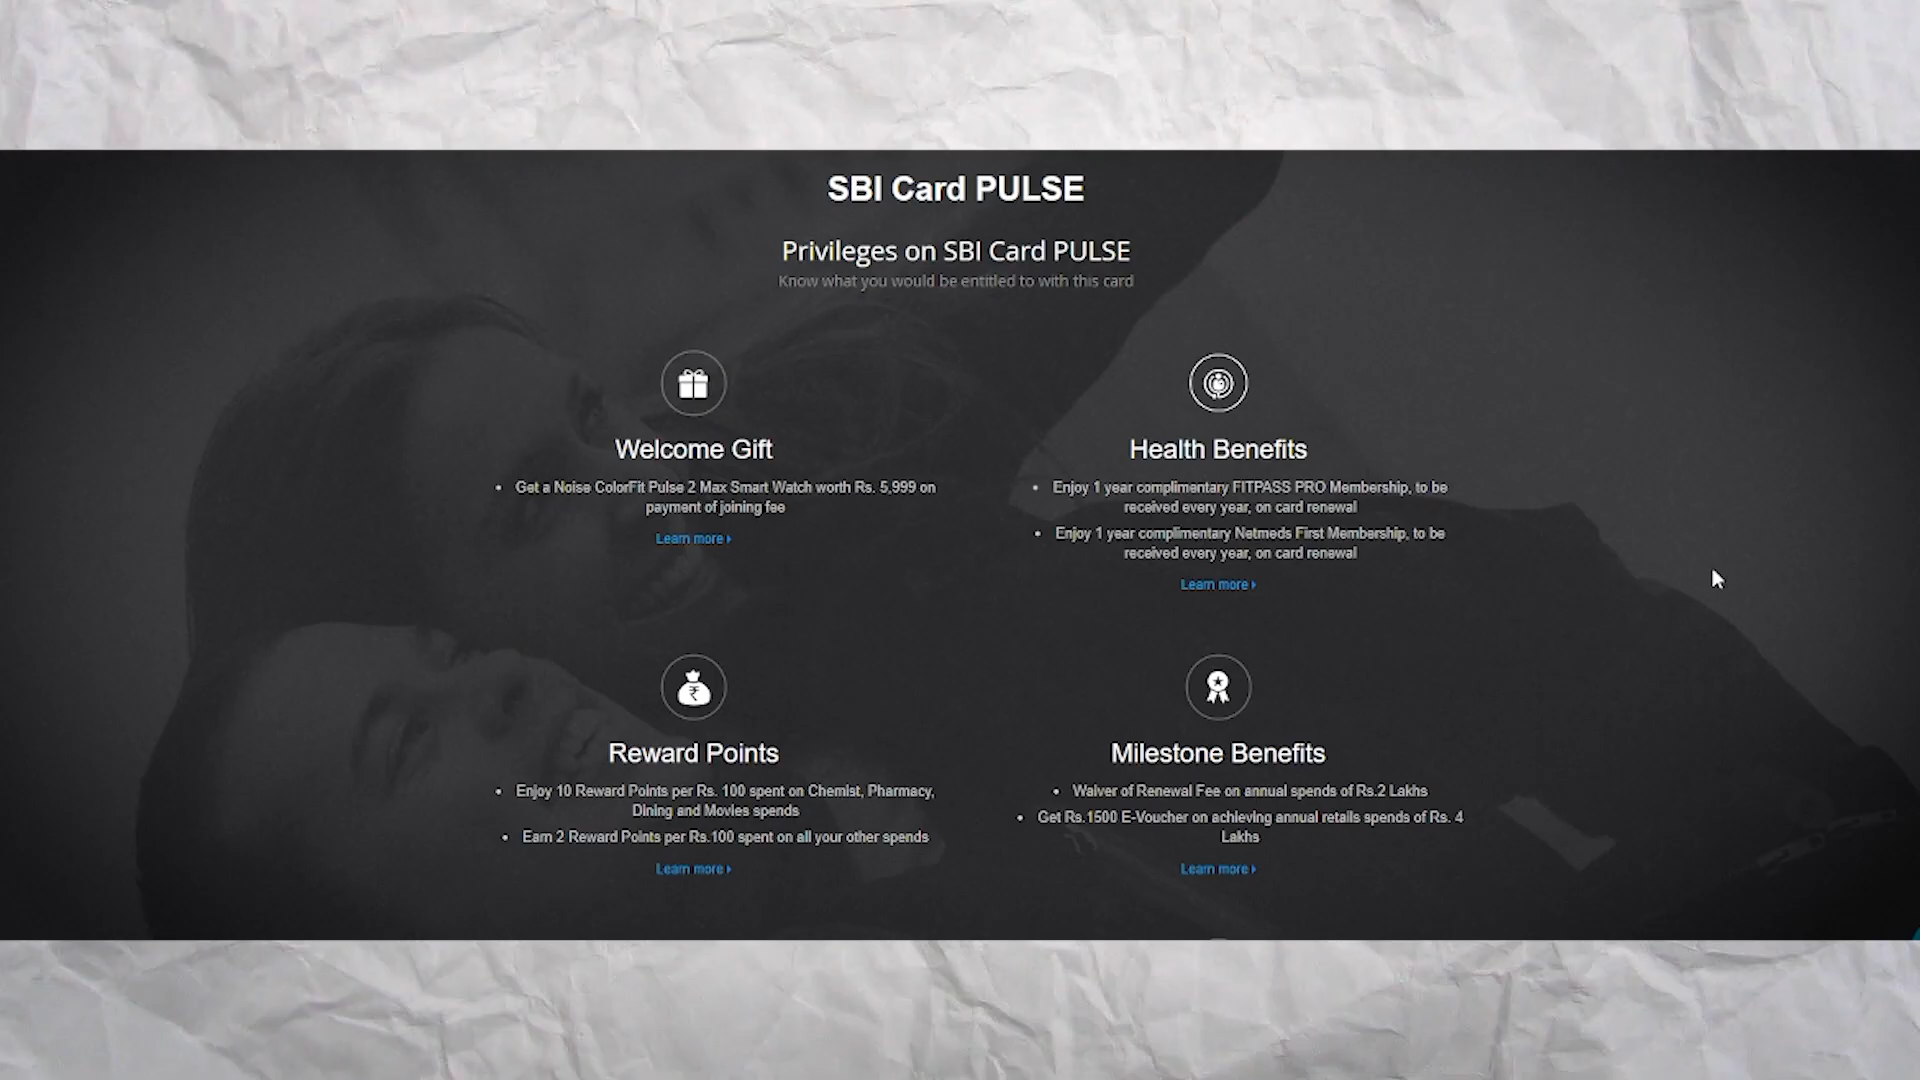 SBI Card PULSE
Privileges on SBI Card PULSE
Know what you would be entitled to with this card
Welcome Gift
• Get a Noise ColorFit Pulse 2 Max Smart Watch worth Rs. 5,999 on
payment of joining fee
Learn more
Health Benefits
• Enjoy 1 year complimentary FITPASS PRO Membership, to be
received every year, on card renewal
• Enjoy 1 year complimentary Netmeds First Membership, to be
received every year, on card renewal
Learn more
Reward Points
• Enjoy 10 Reward Points per Rs. 100 spent on Chemist, Pharmacy,
Dining and Movies spends
• Earn 2 Reward Points per Rs.100 spent on all your other spends
Learn more
Milestone Benefits
• Waiver of Renewal Fee on annual spends of Rs.2 Lakhs
• Get Rs.1500 E-Voucher on achieving annual retails spends of Rs. 4
Lakhs
Learn more